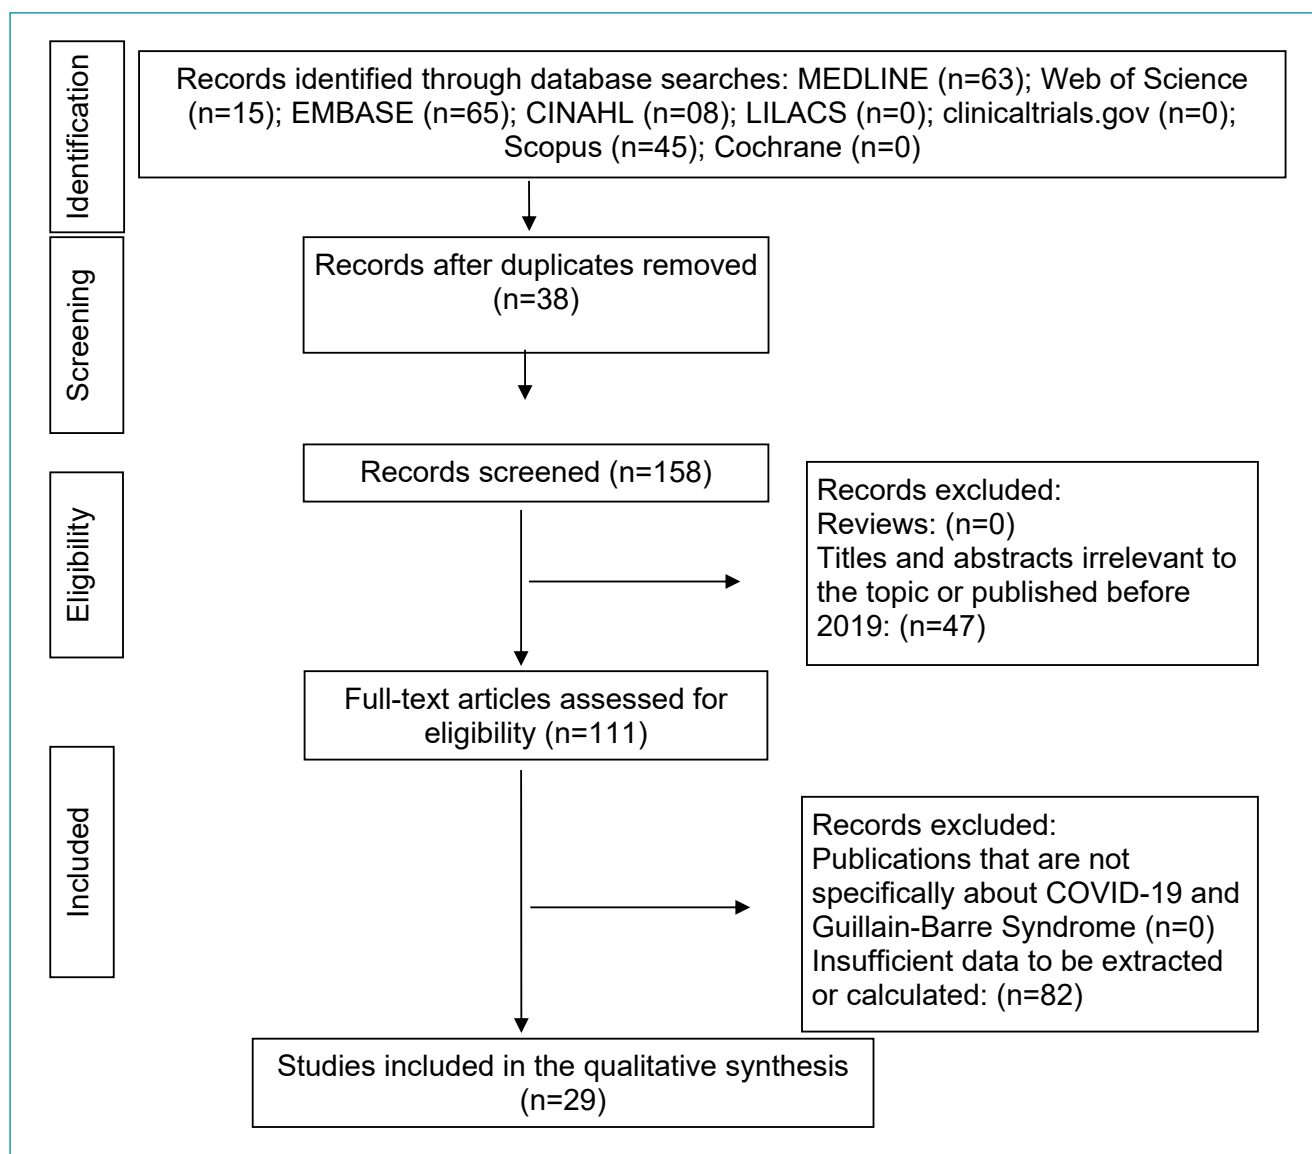 Identification
Records identified through database searches: MEDLINE (n=63); Web of Science
(n=15); EMBASE (n=65); CINAHL (n=08); LILACS (n=0); clinicaltrials.gov (n=0);
Scopus (n=45); Cochrane (n=0)
Screening
Records after duplicates removed
(n=38)
Records screened (n=158)
Eligibility
Records excluded:
Reviews: (n=0)
Titles and abstracts irrelevant to
the topic or published before
2019: (n=47)
Full-text articles assessed for
eligibility (n=111)
Included
Records excluded:
Publications that are not
specifically about COVID-19 and
Guillain-Barre Syndrome (n=0)
Insufficient data to be extracted
or calculated: (n=82)
Studies included in the qualitative synthesis
(n=29)